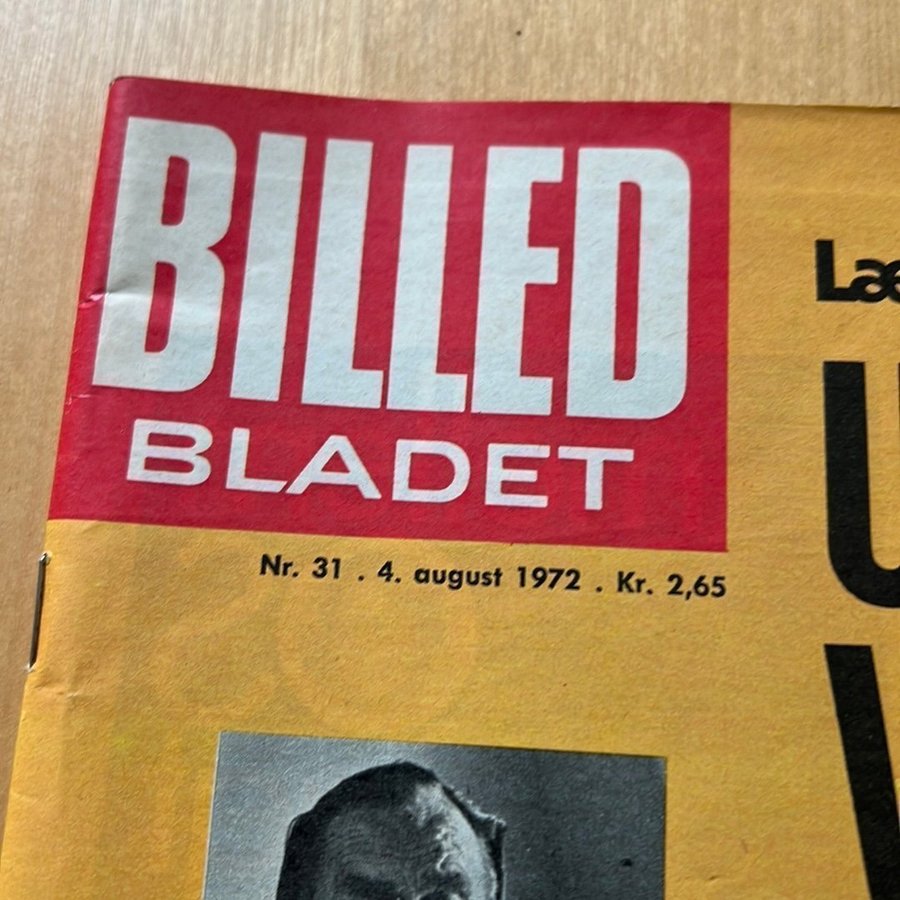 BILLED
BLADET
Nr. 31 . 4. august 1972 . Kr. 2,65